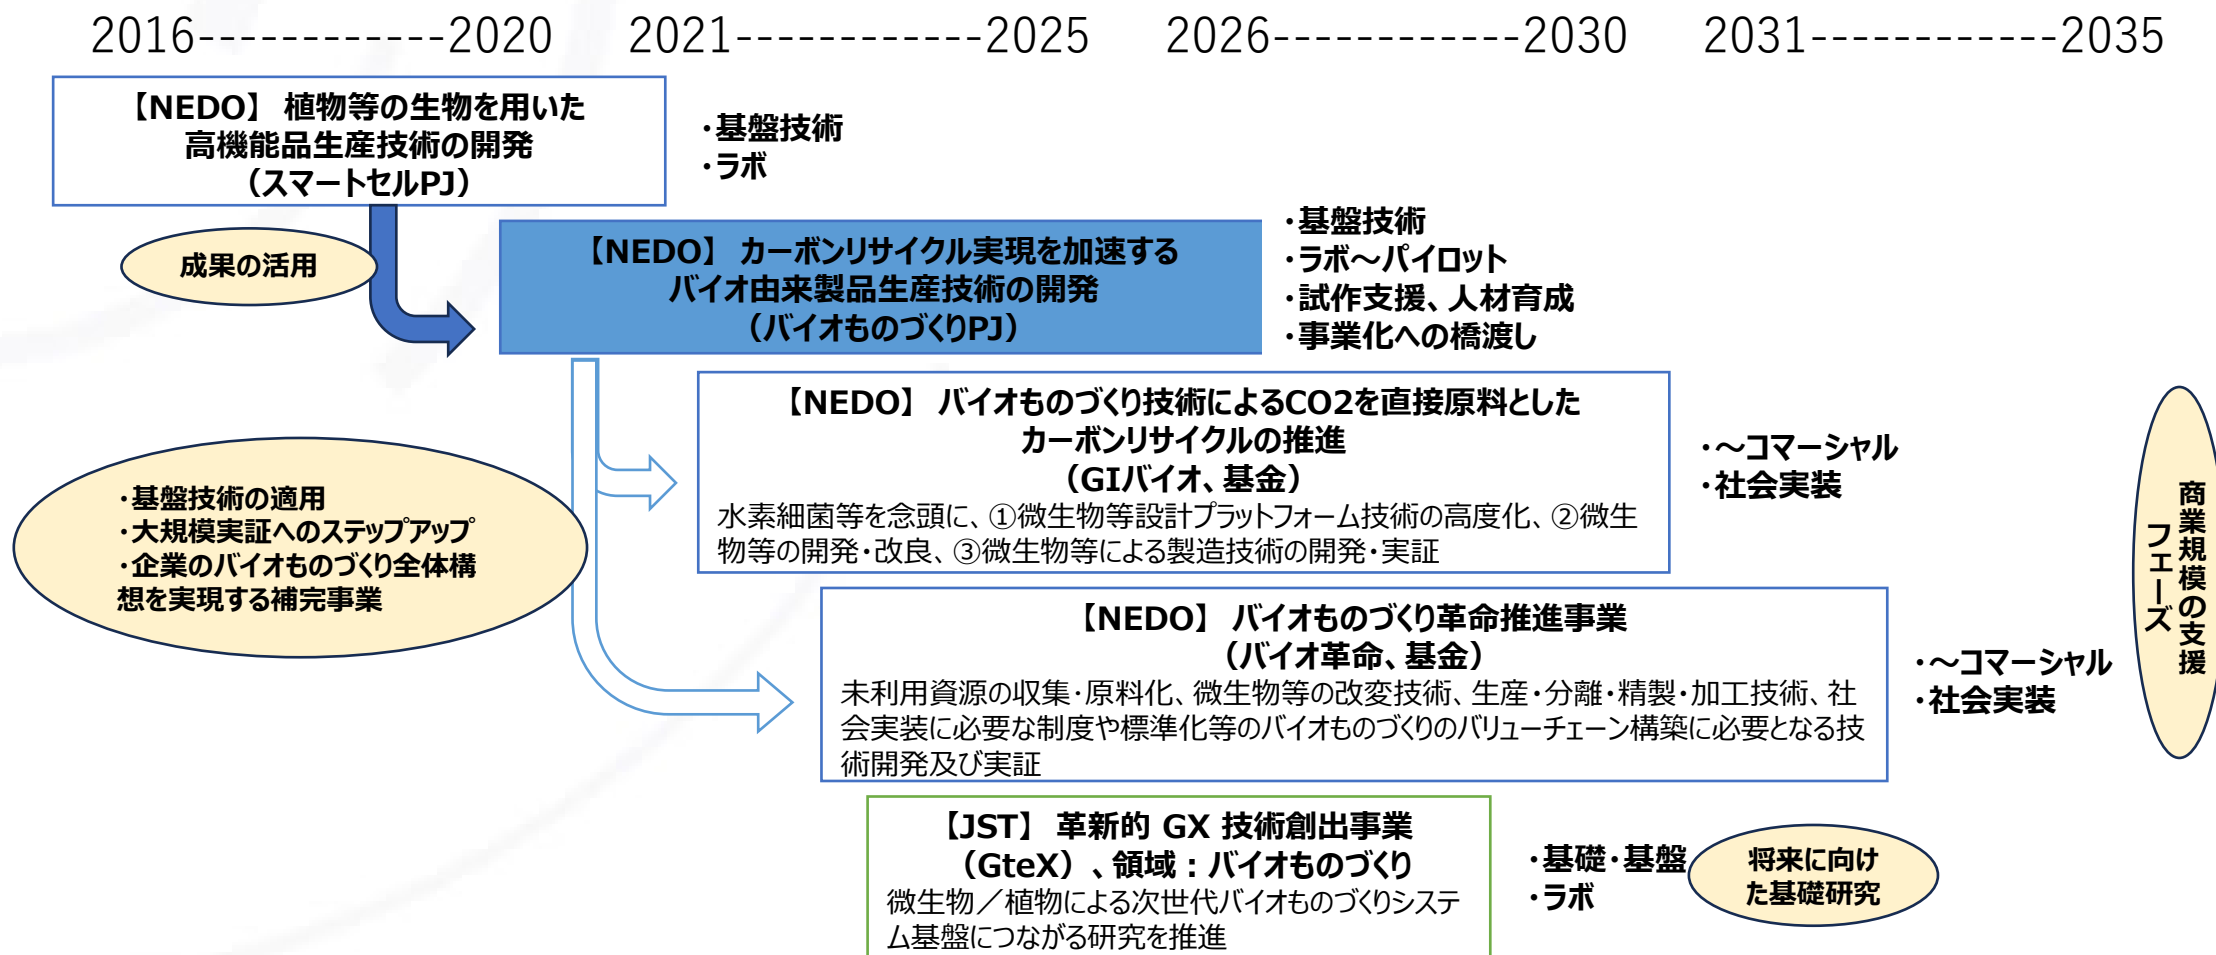 2016------------2020 2021------------2025 2026------------2030 2031------------2035
【NEDO】 植物等の生物を用いた
高機能品生産技術の開発
（スマートセルPJ）
・基盤技術
・ラボ
成果の活用
【NEDO】 カーボンリサイクル実現を加速する
バイオ由来製品生産技術の開発
（バイオものづくりPJ）
・基盤技術
・ラボ～パイロット
・試作支援、人材育成
・事業化への橋渡し
・基盤技術の適用
・大規模実証へのステップアップ
・企業のバイオものづくり全体構
想を実現する補完事業
【NEDO】 バイオものづくり技術によるCO2を直接原料とした
カーボンリサイクルの推進
（GIバイオ、基金）
水素細菌等を念頭に、①微生物等設計プラットフォーム技術の高度化、②微生
物等の開発・改良、③微生物等による製造技術の開発・実証
・～コマーシャル
・社会実装
商業規模の支援
フェーズ
【NEDO】 バイオものづくり革命推進事業
（バイオ革命、基金）
未利用資源の収集・原料化、微生物等の改変技術、生産・分離・精製・加工技術、社
会実装に必要な制度や標準化等のバイオものづくりのバリューチェーン構築に必要となる技
術開発及び実証
・～コマーシャル
・社会実装
【JST】 革新的 GX 技術創出事業
（GteX）、領域：バイオものづくり
微生物／植物による次世代バイオものづくりシステ
ム基盤につながる研究を推進
・基礎・基盤
・ラボ
将来に向け
た基礎研究